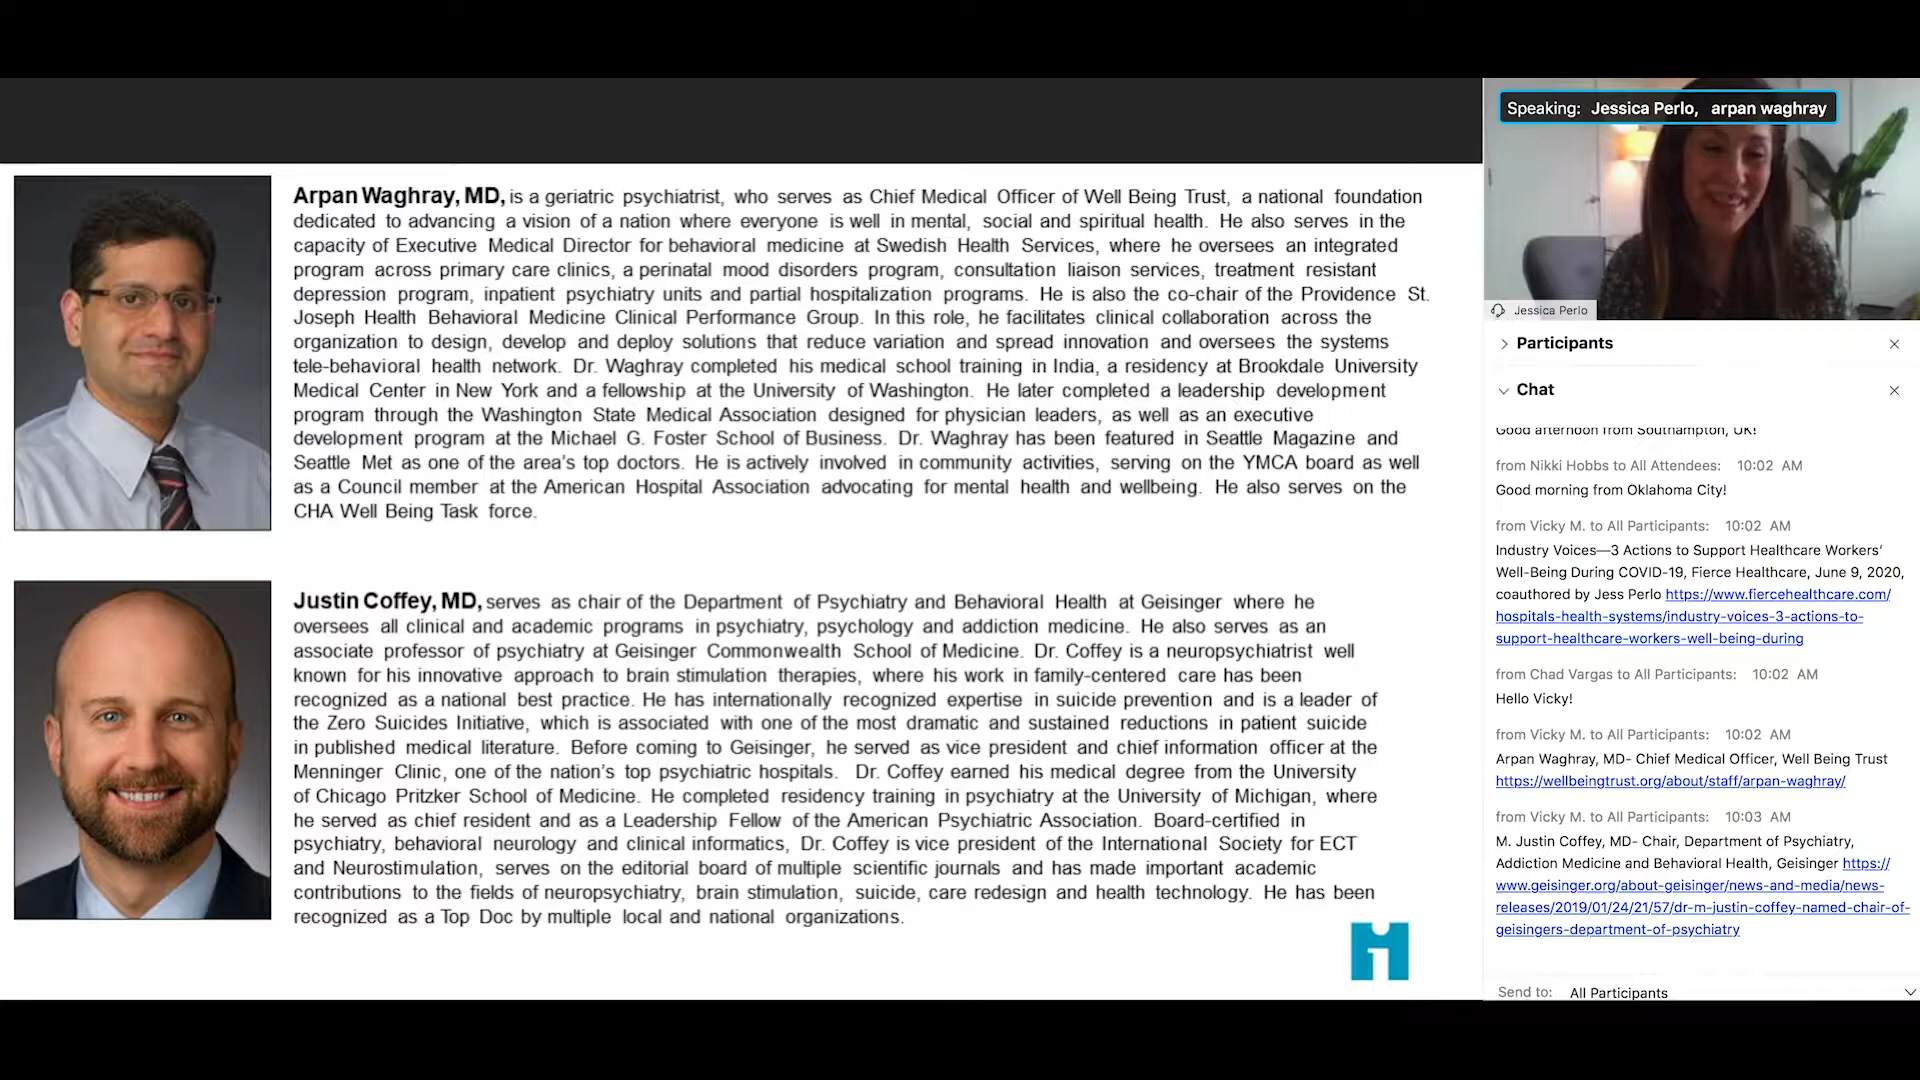 Arpan Waghray, MD, is a geriatric psychiatrist, who serves as Chief Medical Officer of Well Being Trust, a national foundation
dedicated to advancing a vision of a nation where everyone is well in mental, social and spiritual health. He also serves in the
capacity of Executive Medical Director for behavioral medicine at Swedish Health Services, where he oversees an integrated
program across primary care clinics, a perinatal mood disorders program, consultation liaison services, treatment resistant
depression program, inpatient psychiatry units and partial hospitalization programs. He is also the co-chair of the Providence St.
Joseph Health Behavioral Medicine Clinical Performance Group. In this role, he facilitates clinical collaboration across the
organization to design, develop and deploy solutions that reduce variation and spread innovation and oversees the systems
tele-behavioral health network. Dr. Waghray completed his medical school training in India, a residency at Brookdale University
Medical Center in New York and a fellowship at the University of Washington. He later completed a leadership development
program through the Washington State Medical Association designed for physician leaders, as well as an executive
development program at the Michael G. Foster School of Business. Dr. Waghray has been featured in Seattle Magazine and
Seattle Met as one of the area's top doctors. He is actively involved in community activities, serving on the YMCA board as well
as a Council member at the American Hospital Association advocating for mental health and wellbeing. He also serves on the
CHA Well Being Task force.
Justin Coffey, MD, serves as chair of the Department of Psychiatry and Behavioral Health at Geisinger where he
oversees all clinical and academic programs in psychiatry, psychology and addiction medicine. He also serves as an
associate professor of psychiatry at Geisinger Commonwealth School of Medicine. Dr. Coffey is a neuropsychiatrist well
known for his innovative approach to brain stimulation therapies, where his work in family-centered care has been
recognized as a national best practice. He has internationally recognized expertise in suicide prevention and is a leader of
the Zero Suicides Initiative, which is associated with one of the most dramatic and sustained reductions in patient suicide
in published medical literature. Before coming to Geisinger, he served as vice president and chief information officer at the
Menninger Clinic, one of the nation's top psychiatric hospitals. Dr. Coffey earned his medical degree from the University
of Chicago Pritzker School of Medicine. He completed residency training in psychiatry at the University of Michigan, where
he served as chief resident and as a Leadership Fellow of the American Psychiatric Association. Board-certified in
psychiatry, behavioral neurology and clinical informatics, Dr. Coffey is vice president of the International Society for ECT
and Neurostimulation, serves on the editorial board of multiple scientific journals and has made important academic
contributions to the fields of neuropsychiatry, brain stimulation, suicide, care redesign and health technology. He has been
recognized as a Top Doc by multiple local and national organizations.
Speaking: Jessica Perlo, arpan waghray
Jessica Perlo
Participants
Chat
Good afternoon from Southampton, UK!
from Nikki Hobbs to All Attendees: 10:02 AM
Good morning from Oklahoma City!
from Vicky M. to All Participants: 10:02 AM
Industry Voices—3 Actions to Support Healthcare Workers'
Well-Being During COVID-19, Fierce Healthcare, June 9, 2020,
coauthored by Jess Perlo https://www.fiercehealthcare.com/
hospitals-health-systems/industry-voices-3-actions-to-
support-healthcare-workers-well-being-during
from Chad Vargas to All Participants: 10:02 AM
Hello Vicky!
from Vicky M. to All Participants: 10:02 AM
Arpan Waghray, MD- Chief Medical Officer, Well Being Trust
https://wellbeingtrust.org/about/staff/arpan-waghray/
from Vicky M. to All Participants: 10:03 AM
M. Justin Coffey, MD- Chair, Department of Psychiatry,
Addiction Medicine and Behavioral Health, Geisinger https://
www.geisinger.org/about-geisinger/news-and-media/news-
releases/2019/01/24/21/57/dr-m-justin-coffey-named-chair-of-
geisingers-department-of-psychiatry
Send to: All Participants